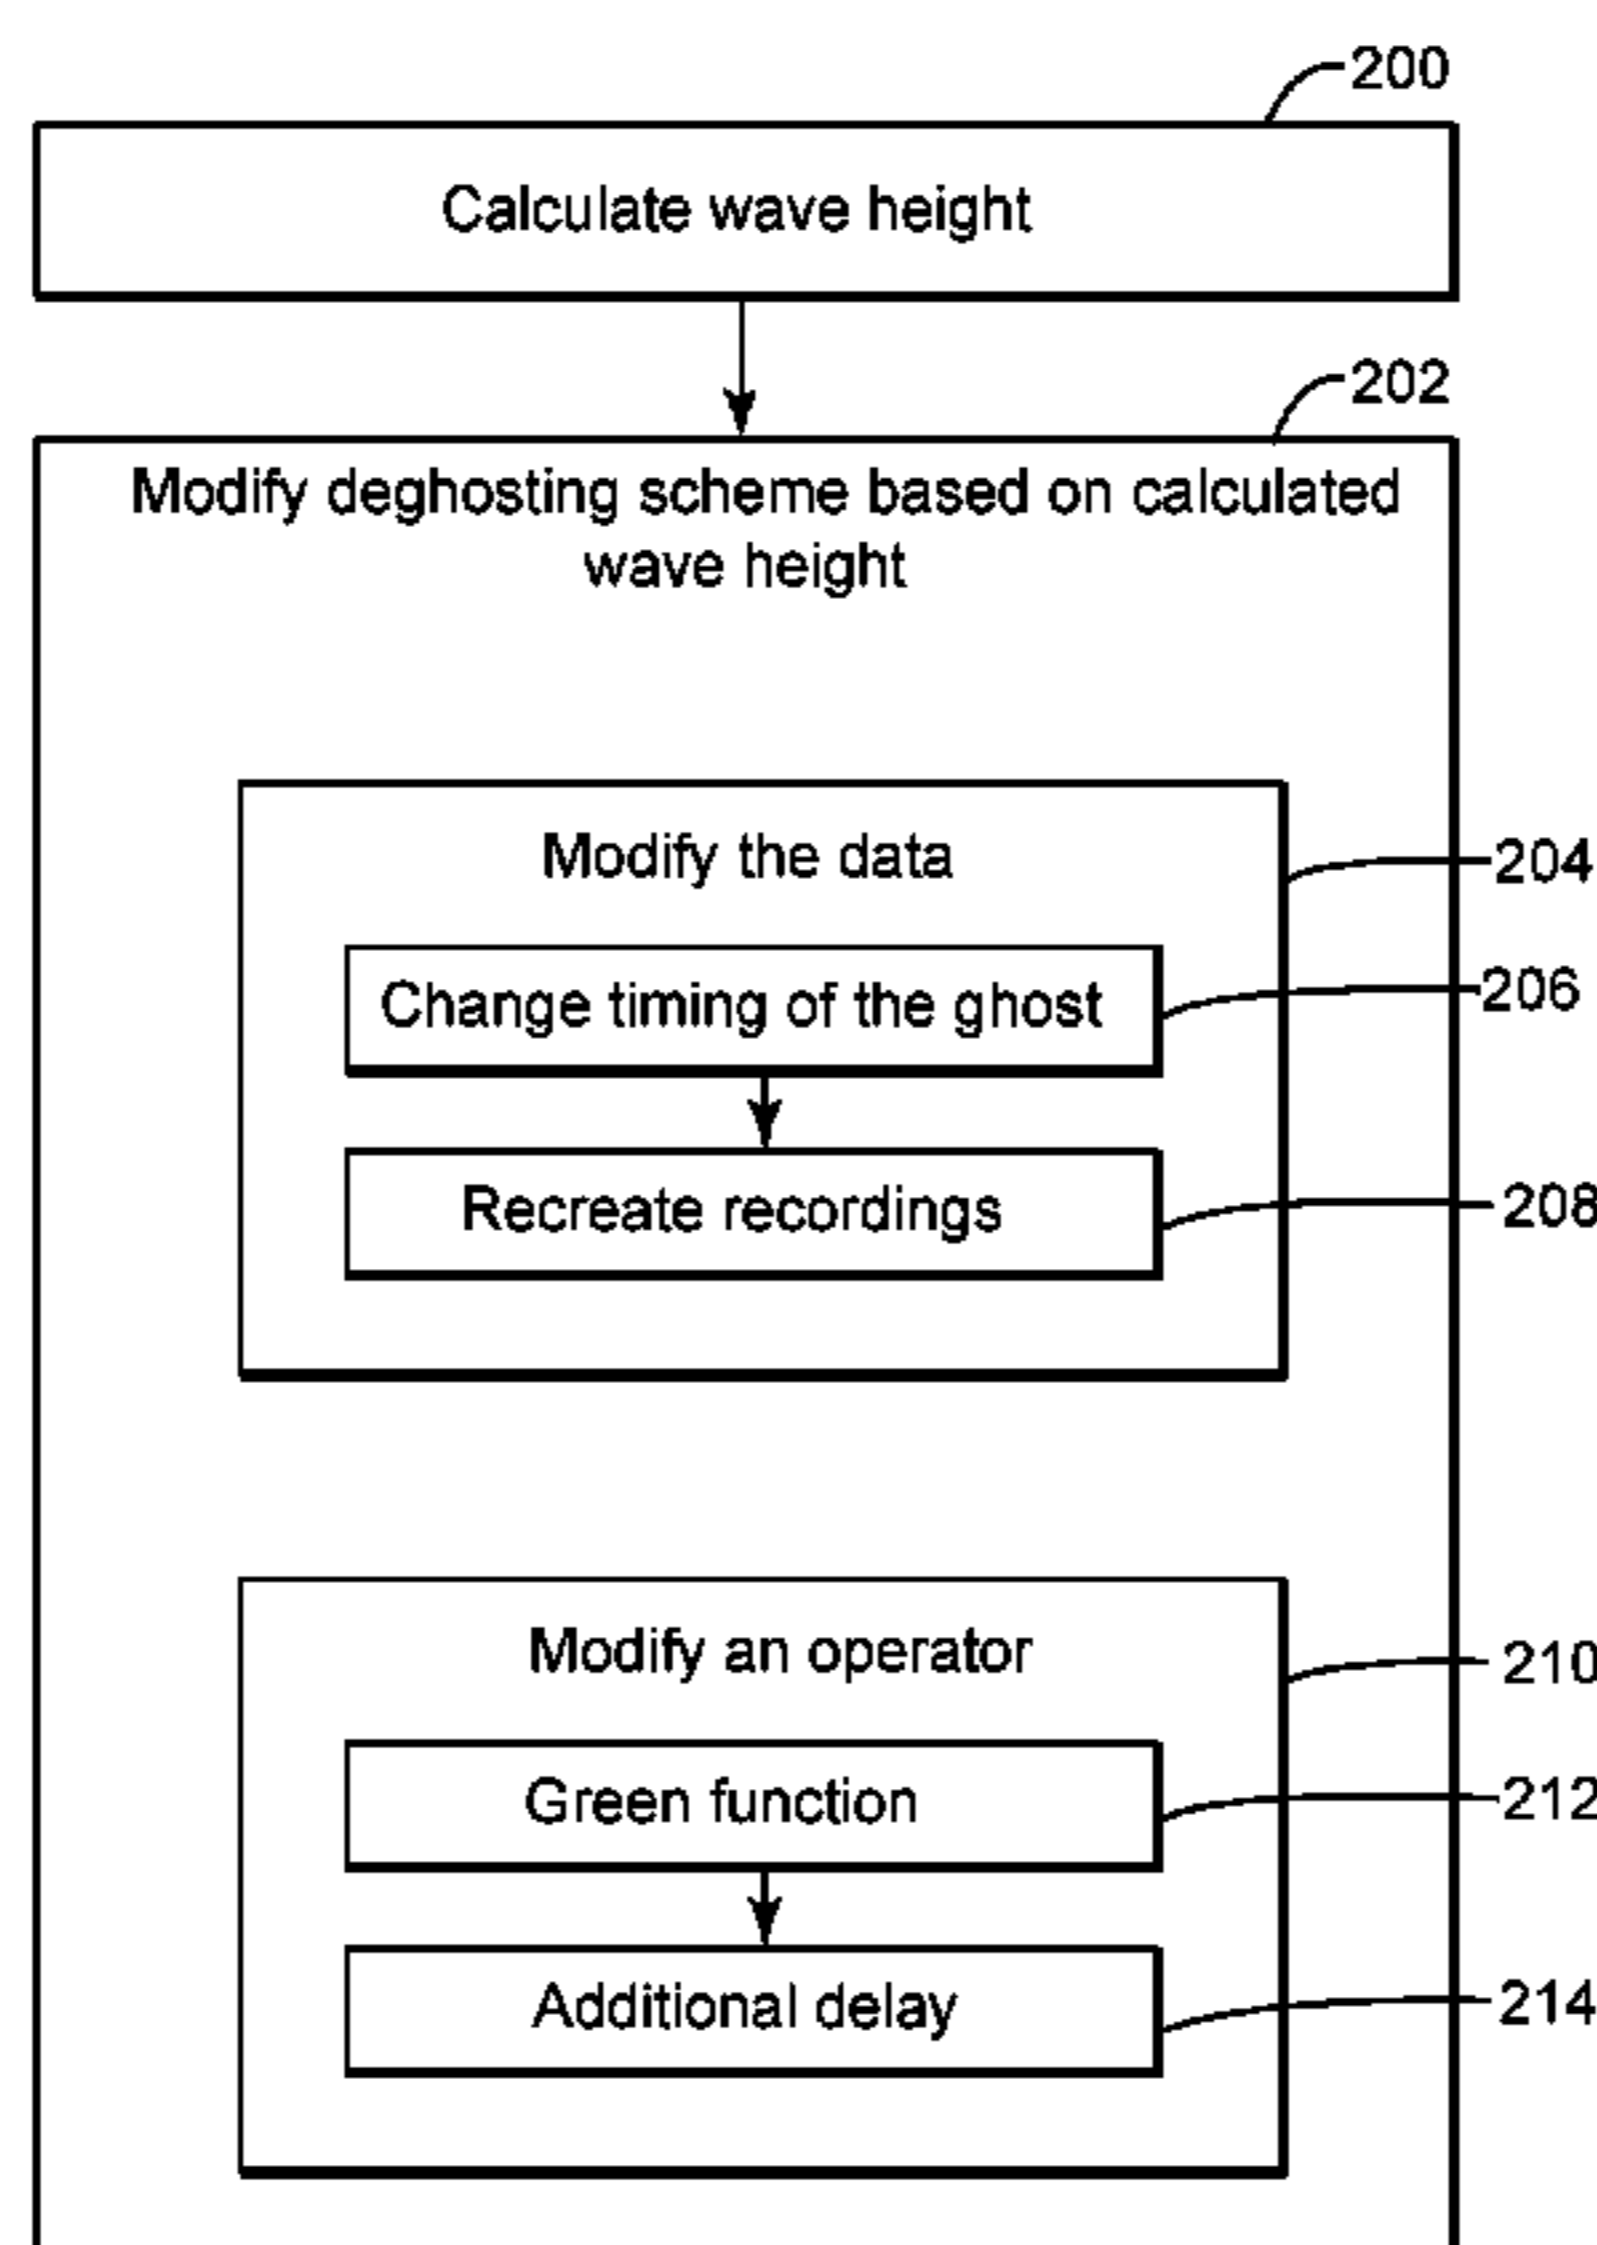 200
Calculate wave height
202
Modify deghosting scheme based on calculated
wave height
Modify the data
204
Change timing of the ghost
206
Recreate recordings
208
Modify an operator
210
Green function
212
Additional delay
214